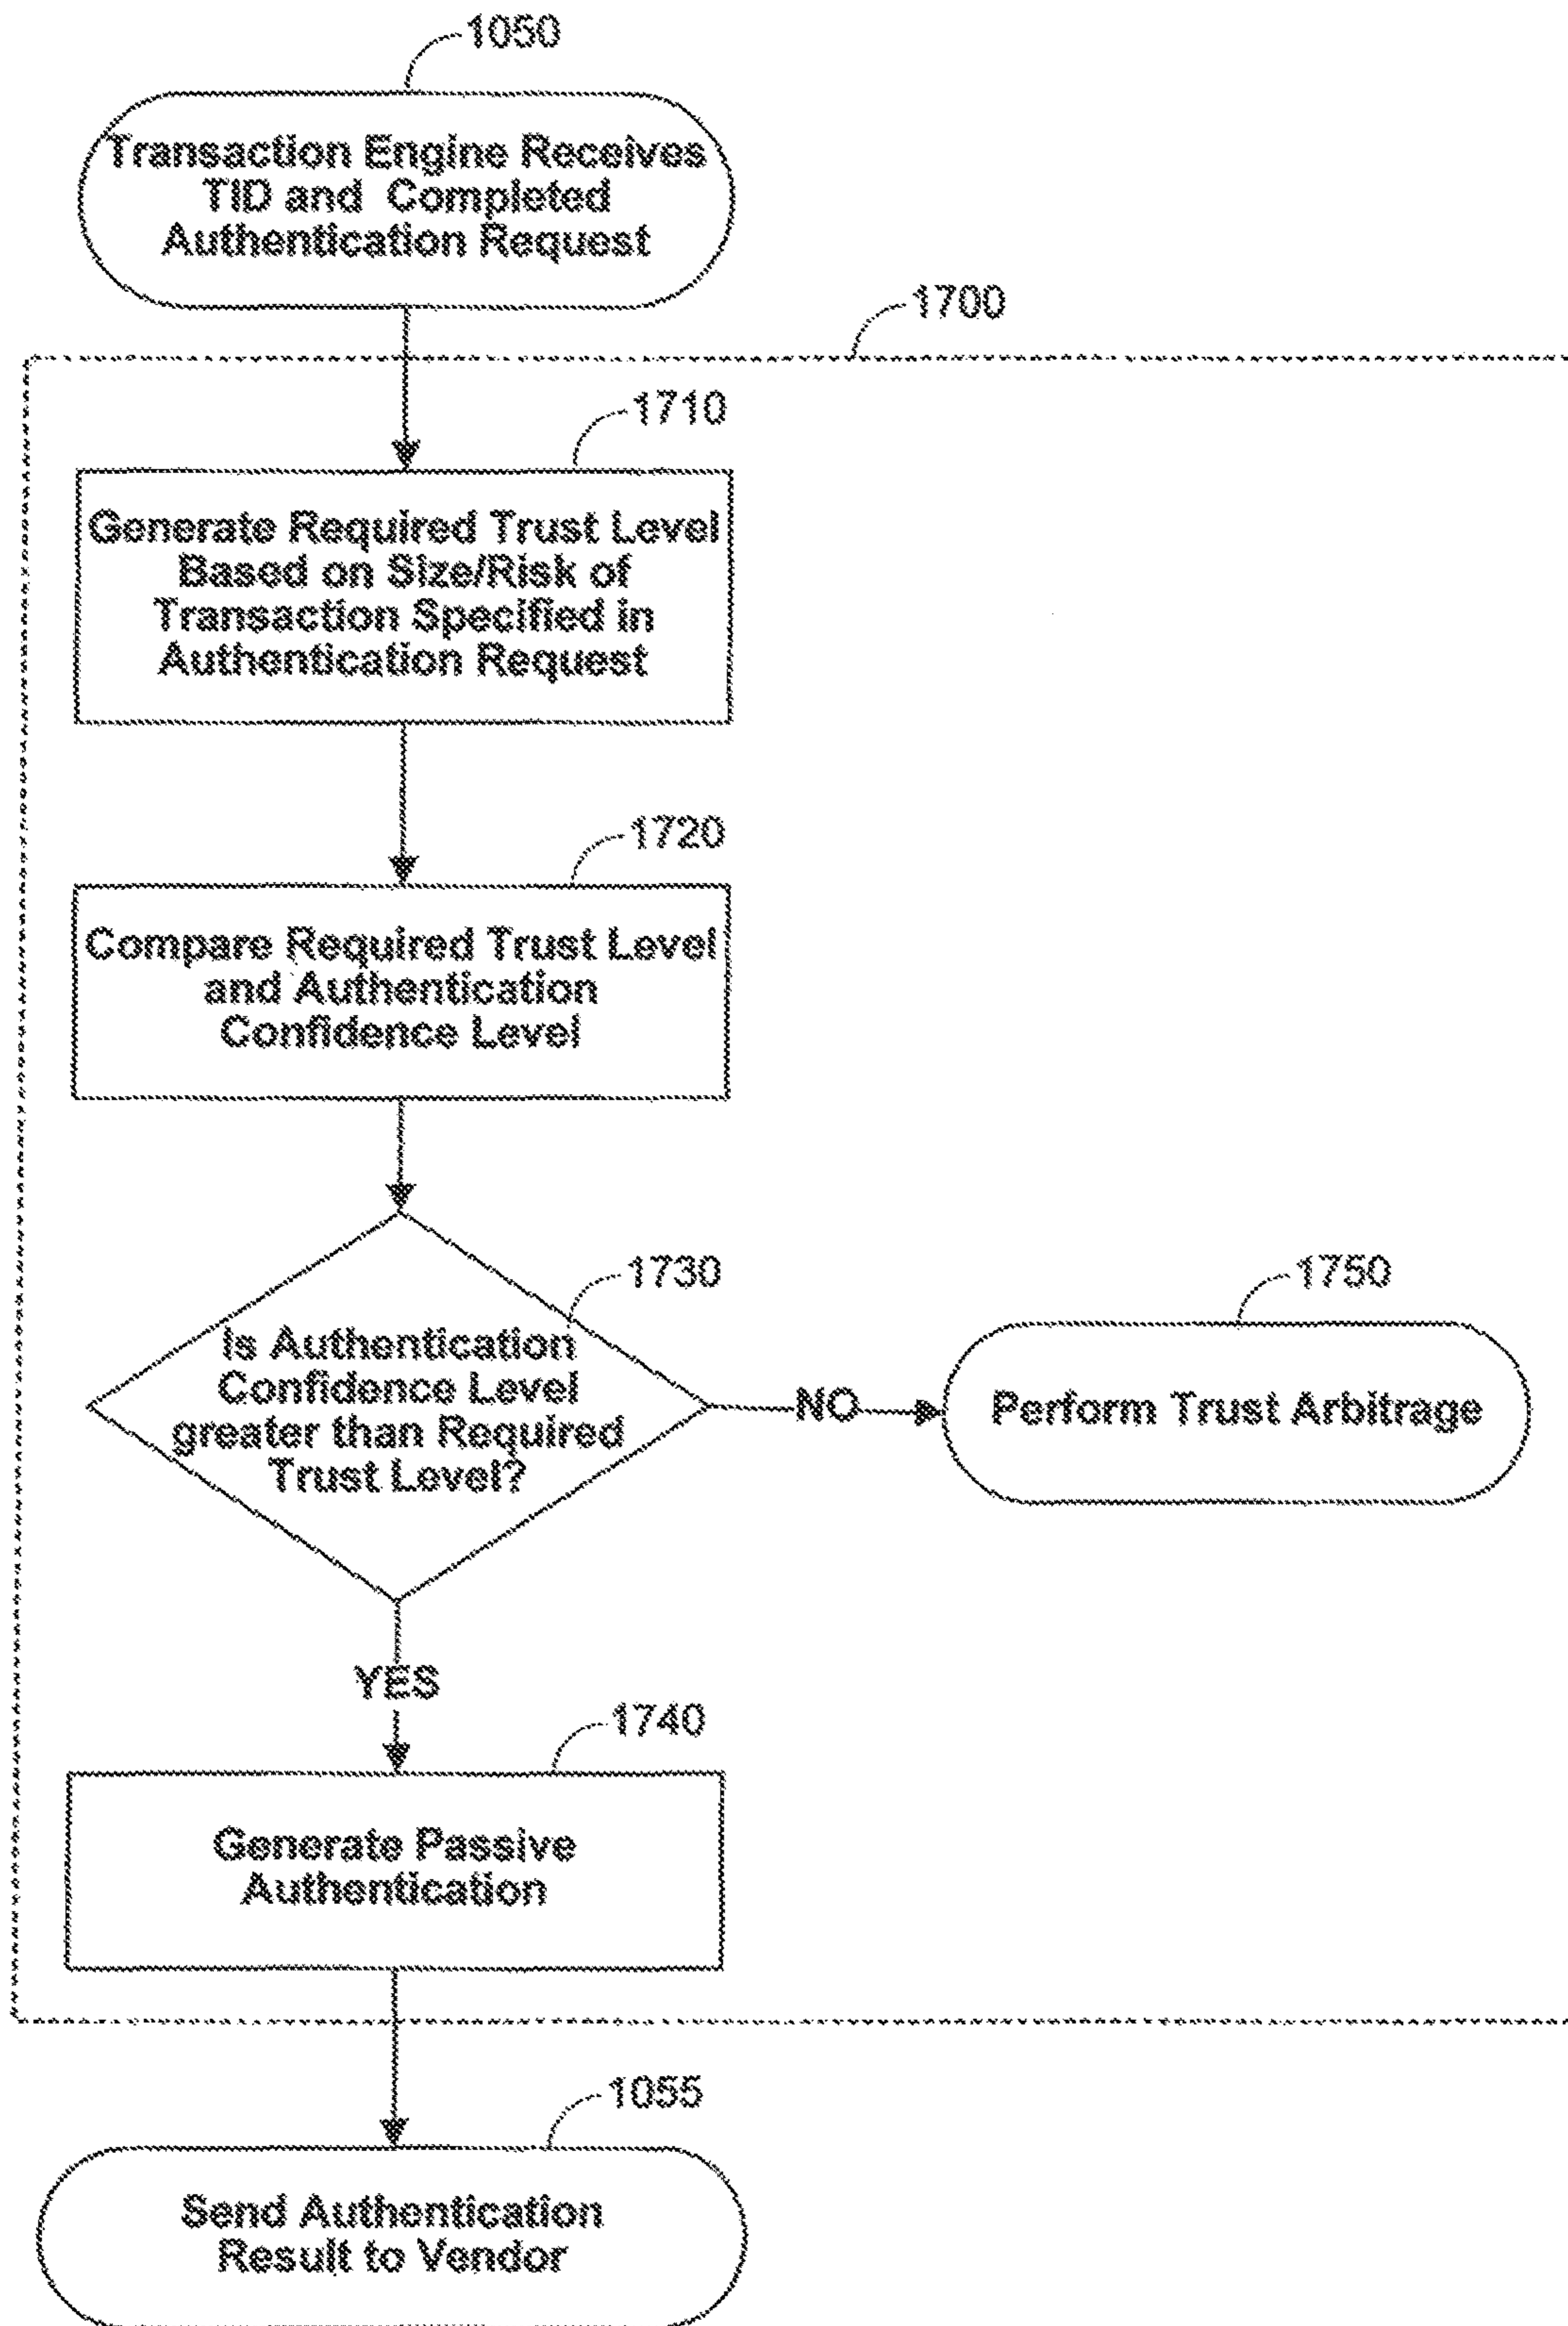 1050
Transaction Engine Receives
TID and Completed
Authentication Request
1700
1710
Generate Required Trust Level
Based on Size/Risk of
Transaction Specified in
Authentication Request
1720
Compare Required Trust Level
and Authentication
Confidence Level
1730
Is Authentication
Confidence Level
greater than Required
Trust Level?
NO
1750
Perform Trust Arbitrage
YES
1740
Generate Passive
Authentication
1055
Send Authentication
Result to Vendor